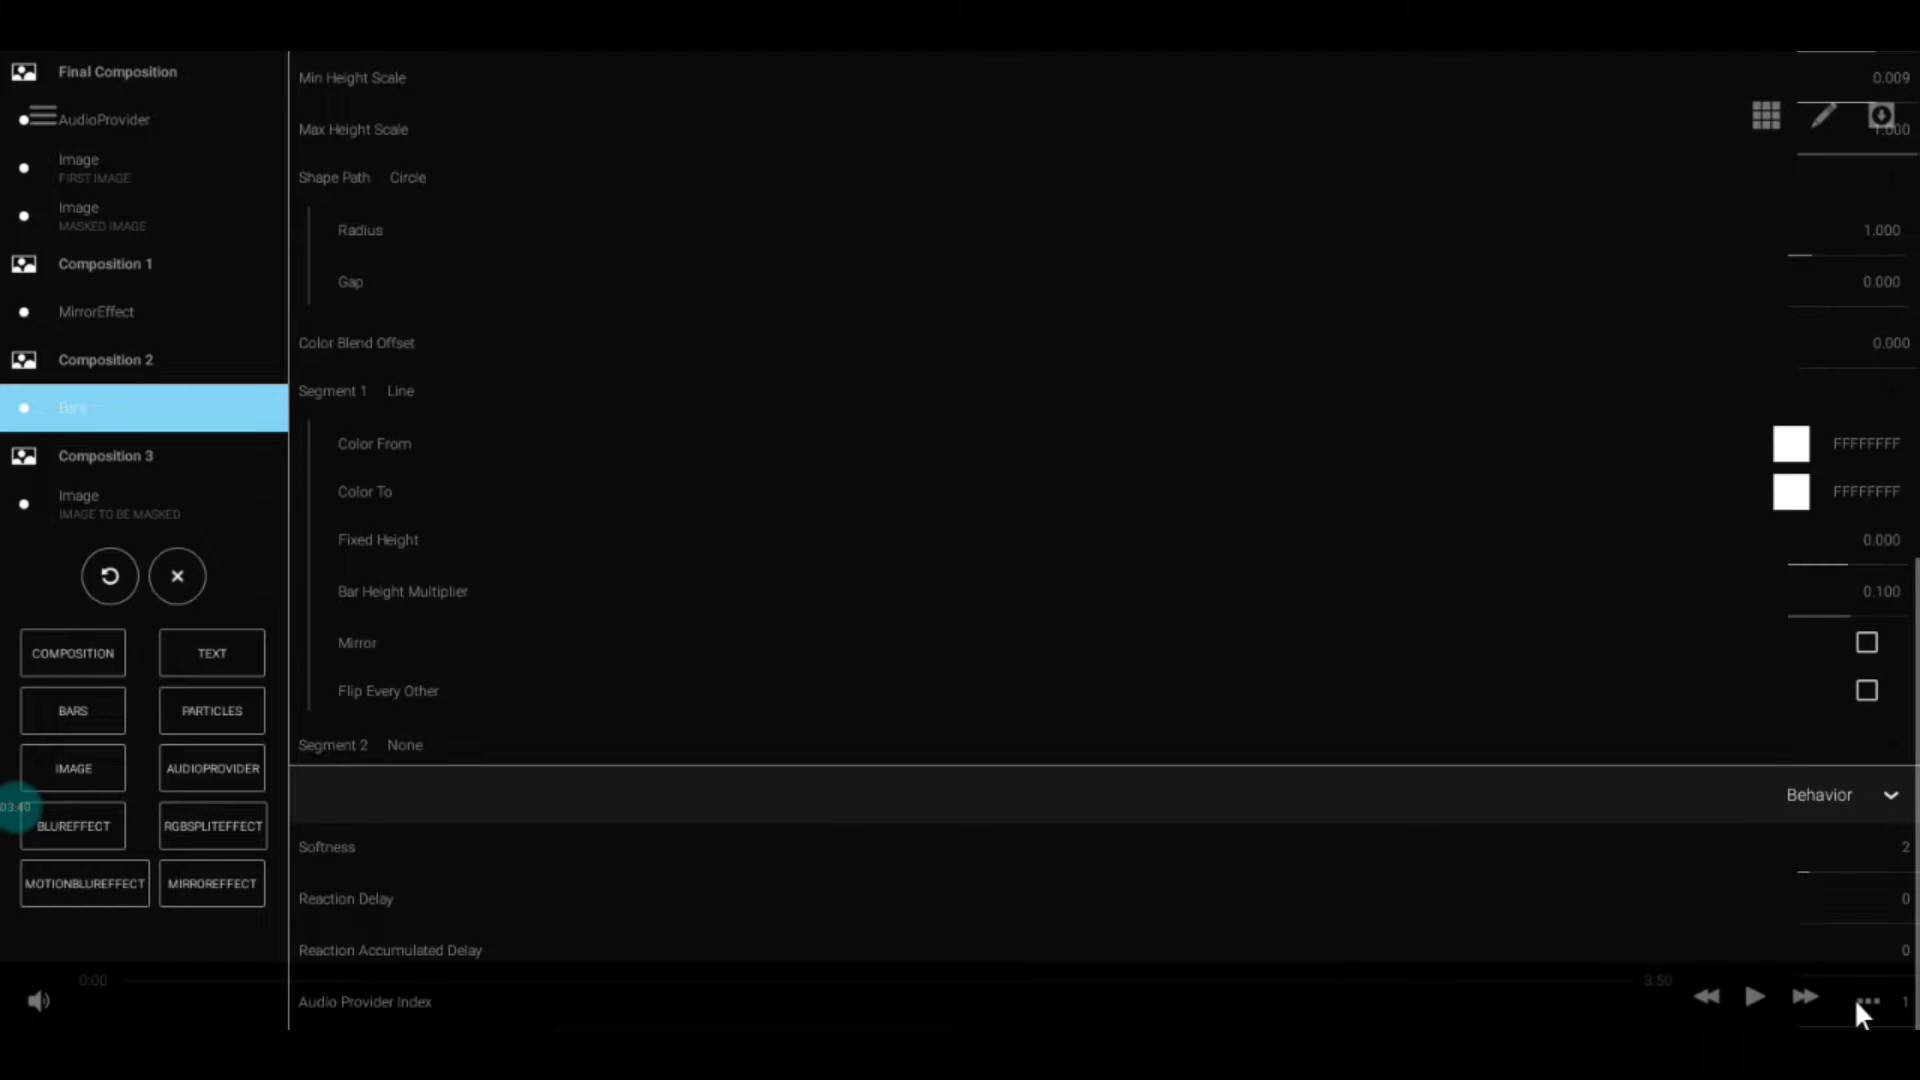 Final Composition
AudioProvider
Image
FIRST IMAGE
Image
MASKED IMAGE
Composition 1
MirrorEffect
Composition 2
Bars
Composition 3
Image
IMAGE TO BE MASKED
COMPOSITION TEXT
BARS PARTICLES
IMAGE AUDIOPROVIDER
03:40
BLUREFFECT RGBSPLITEFFECT
MOTIONBLUREFFECT MIRROREFFECT
Min Height Scale 0.009
Max Height Scale 1.000
Shape Path Circle
Radius 1.000
Gap 0.000
Color Blend Offset 0.000
Segment 1 Line
Color From FFFFFFFF
Color To FFFFFFFF
Fixed Height 0.000
Bar Height Multiplier 0.100
Mirror
Flip Every Other
Segment 2 None
Behavior
Softness 2
Reaction Delay 0
Reaction Accumulated Delay 0
0:00 3:50
Audio Provider Index 1